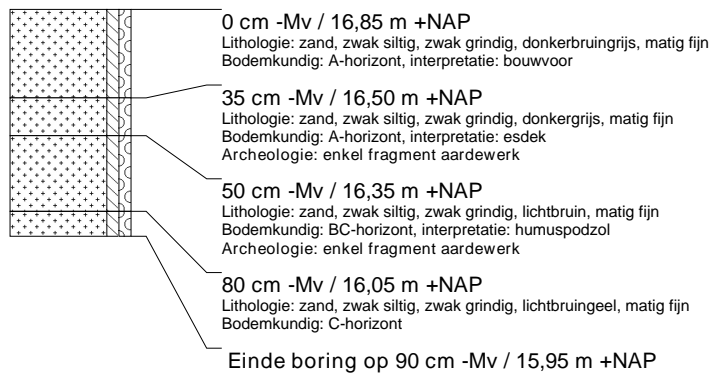 0 cm -Mv / 16,85 m +NAP
Lithologie: zand, zwak siltig, zwak grindig, donkerbruingrijs, matig fijn
Bodemkundig: A-horizont, interpretatie: bouwvoor
35 cm -Mv / 16,50 m +NAP
Lithologie: zand, zwak siltig, zwak grindig, donkergrijs, matig fijn
Bodemkundig: A-horizont, interpretatie: esdek
Archeologie: enkel fragment aardewerk
50 cm -Mv / 16,35 m +NAP
Lithologie: zand, zwak siltig, zwak grindig, lichtbruin, matig fijn
Bodemkundig: BC-horizont, interpretatie: humuspodzol
Archeologie: enkel fragment aardewerk
80 cm -Mv / 16,05 m +NAP
Lithologie: zand, zwak siltig, zwak grindig, lichtbruingeel, matig fijn
Bodemkundig: C-horizont
Einde boring op 90 cm -Mv / 15,95 m +NAP